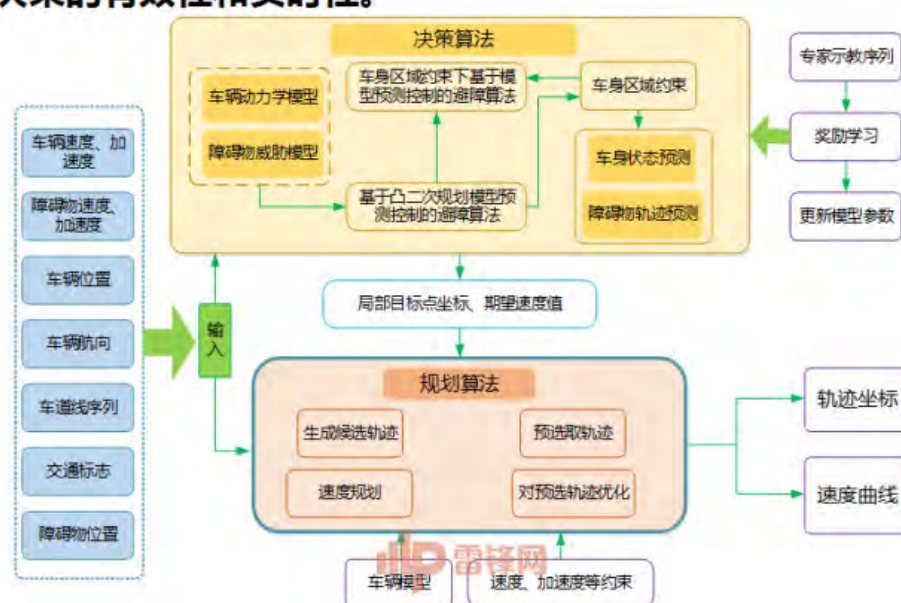 决策的有效性和实时性。
决策算法
专家示教序列
车辆动力学模型
车身区域约束下基于模
型预测控制的避障算法
车身区域约束
车辆速度、加
速度
奖励学习
障碍物威胁模型
车身状态预测
障碍物速度、
加速度
基于凸二次规划模型预
测控制的避障算法
障碍物轨迹预测
更新模型参数
车辆位置
局部目标点坐标、期望速度值
车辆航向
输
入
规划算法
轨迹坐标
车道线序列
生成候选轨迹
预选取轨迹
交通标志
速度规划
对预选轨迹优化
速度曲线
障碍物位置
雷锋网
车辆模型
速度、加速度等约束